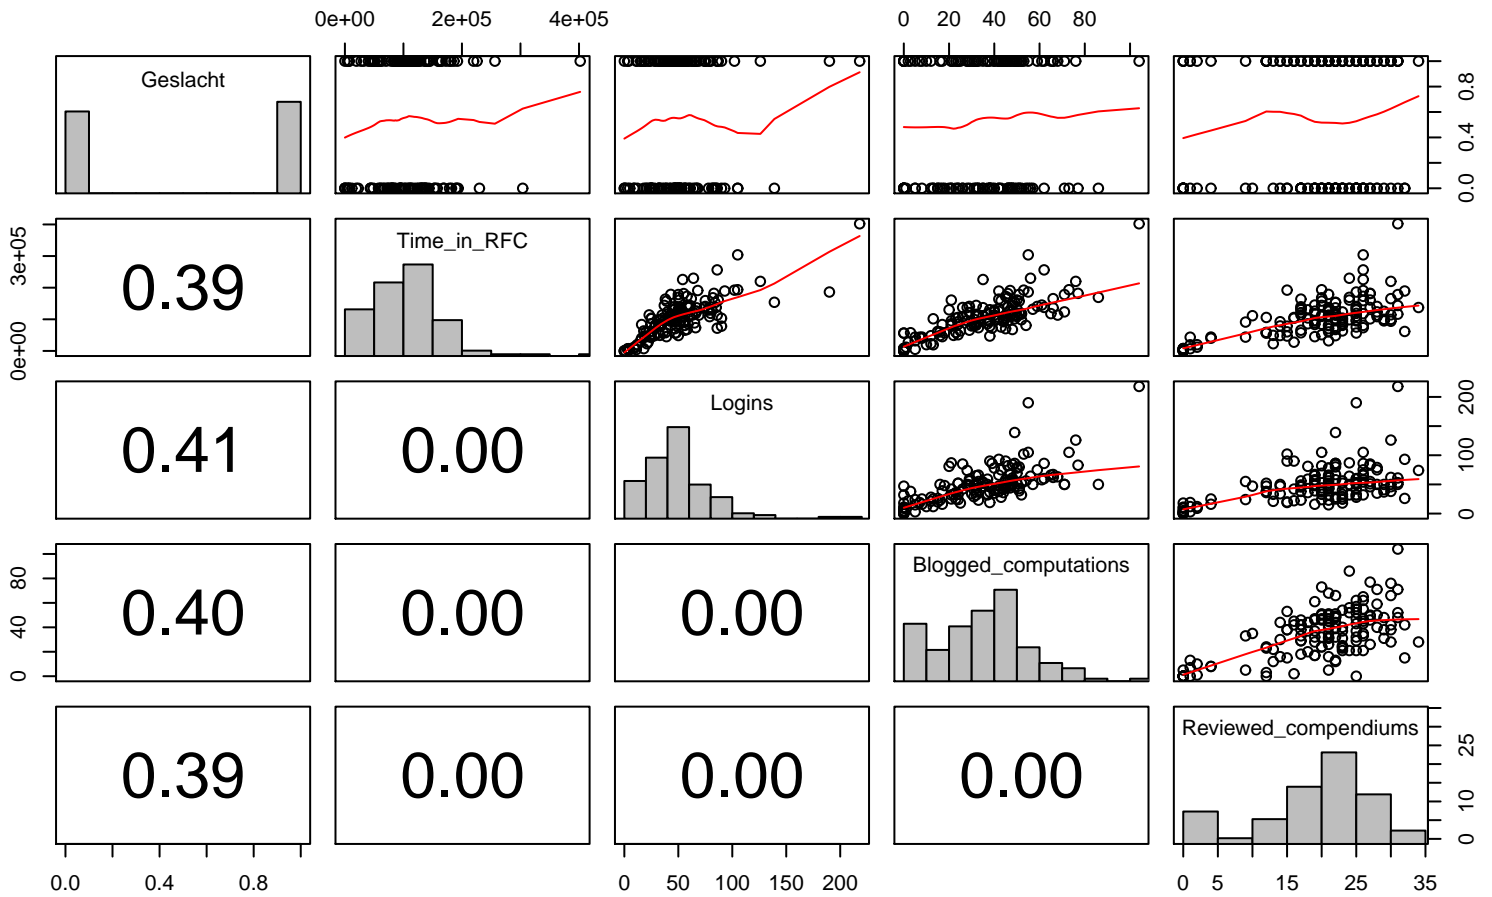 0e+00 2e+05 4e+05 0 20 40 60 80
Geslacht
0.0 0.4 0.8
0.39
Time_in_RFC
0e+00 3e+05
0.41
0.00
Logins
0 100 200
0.40
0.00
0.00
Blogged_computations
0 40 80
0.39
0.00
0.00
0.00
Reviewed_compendiums
0 10 25
0.0 0.4 0.8 0 50 100 150 200 0 5 15 25 35